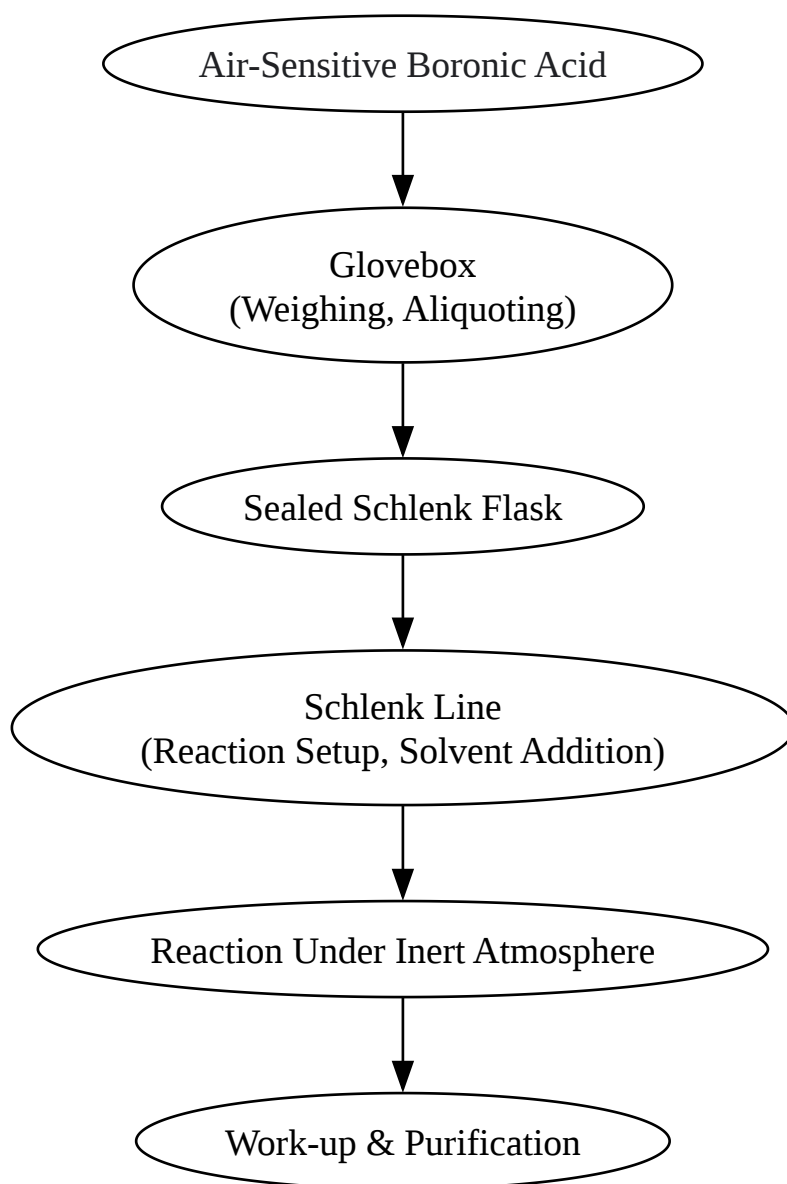 Air-Sensitive Boronic Acid
Glovebox
(Weighing, Aliquoting)
Sealed Schlenk Flask
Schlenk Line
(Reaction Setup, Solvent Addition)
Reaction Under Inert Atmosphere
Work-up & Purification